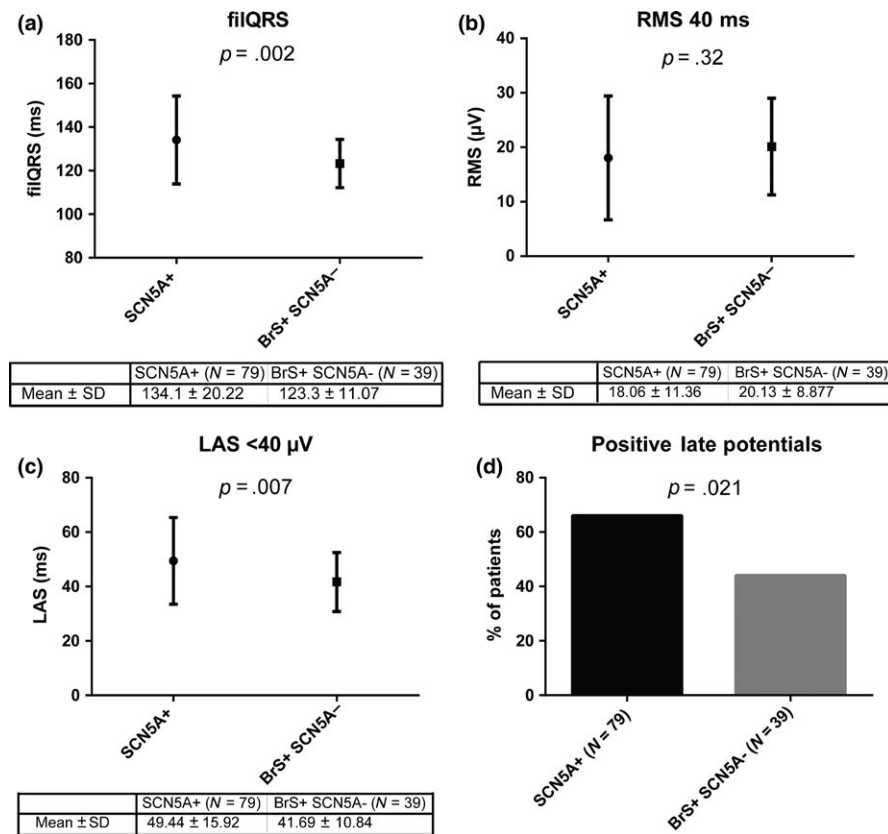 (a)
filQRS
p = .002
180
160
140
120
100
80
filQRS (ms)
SCN5A+
BrS+ SCN5A–
SCN5A+ (N = 79) BrS+ SCN5A- (N = 39)
Mean ± SD 134.1 ± 20.22 123.3 ± 11.07
(b)
RMS 40 ms
p = .32
40
30
20
10
0
RMS (µV)
SCN5A+
BrS+ SCN5A–
SCN5A+ (N = 79) BrS+ SCN5A- (N = 39)
Mean ± SD 18.06 ± 11.36 20.13 ± 8.877
(c)
LAS <40 µV
p = .007
80
60
40
20
0
LAS (ms)
SCN5A+
BrS+ SCN5A–
SCN5A+ (N = 79) BrS+ SCN5A- (N = 39)
Mean ± SD 49.44 ± 15.92 41.69 ± 10.84
(d)
Positive late potentials
p = .021
80
60
40
20
0
% of patients
SCN5A+ (N = 79)
BrS+ SCN5A- (N = 39)